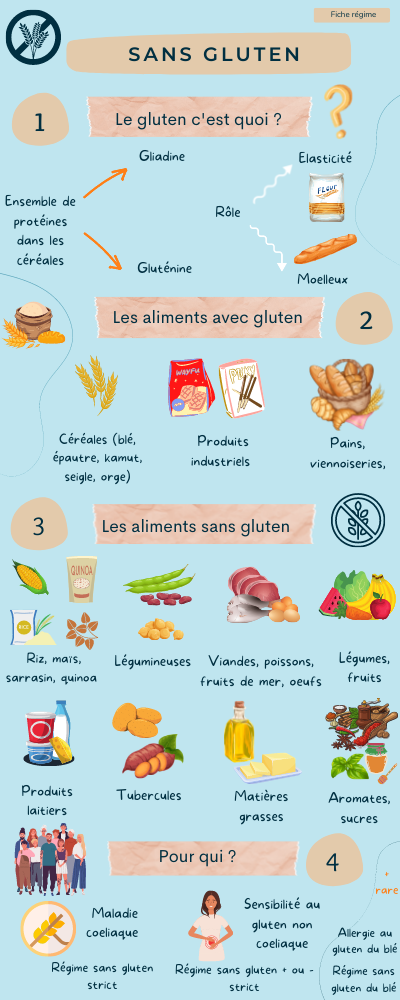 Fiche régime
SANS GLUTEN
1
Le gluten c'est quoi ?
Ensemble de
protéines
dans les
céréales
Gliadine
Gluténine
Rôle
Elasticité
FLOUR
Moelleux
Les aliments avec gluten
2
Céréales (blé,
épautre, kamut,
seigle, orge)
Produits
industriels
Pains,
viennoiseries,
3
Les aliments sans gluten
QUINOA
RICE
Riz, maïs,
sarrasin, quinoa
Légumineuses
Viandes, poissons,
fruits de mer, oeufs
Légumes,
fruits
Produits
laitiers
Tubercules
Matières
grasses
Aromates,
sucres
Pour qui ?
4
Maladie
coeliaque
Régime sans gluten
strict
Sensibilité au
gluten non
coeliaque
Régime sans gluten + ou -
strict
+
rare
Allergie au
gluten du blé
Régime sans
gluten du blé